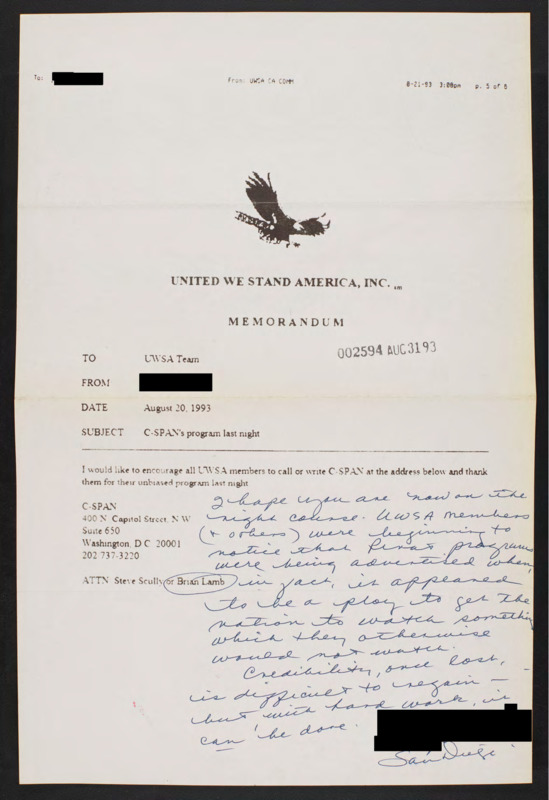 To:
From: UWSA CA COMM
8-21-93 3:08pm p. 5 of 6
UNITED WE STAND AMERICA, INC. sm
MEMORANDUM
002594 AUG 31 93
TO UWSA Team
FROM
DATE August 20, 1993
SUBJECT C-SPAN's program last night
I would like to encourage all UWSA members to call or write C-SPAN at the address below and thank
them for their unbiased program last night
C-SPAN
400 N Capitol Street, N W
Suite 650
Washington, D C 20001
202 737-3220
ATTN Steve Scully or Brian Lamb
I hope you are now on the
right course. UWSA members
(+ others) were beginning to
notice that Perot programs
were being advertised when,
in fact, it appeared
to be a ploy to get the
nation to watch something
which they otherwise
would not watch.
Credibility, once lost,
is difficult to regain —
but with hard work, it
can be done.
San Diego